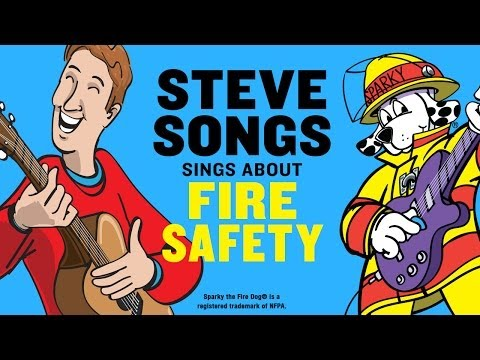 STEVE
SONGS
SINGS ABOUT
FIRE
SAFETY
SPARKY
Sparky the Fire Dog® is a
registered trademark of NFPA.